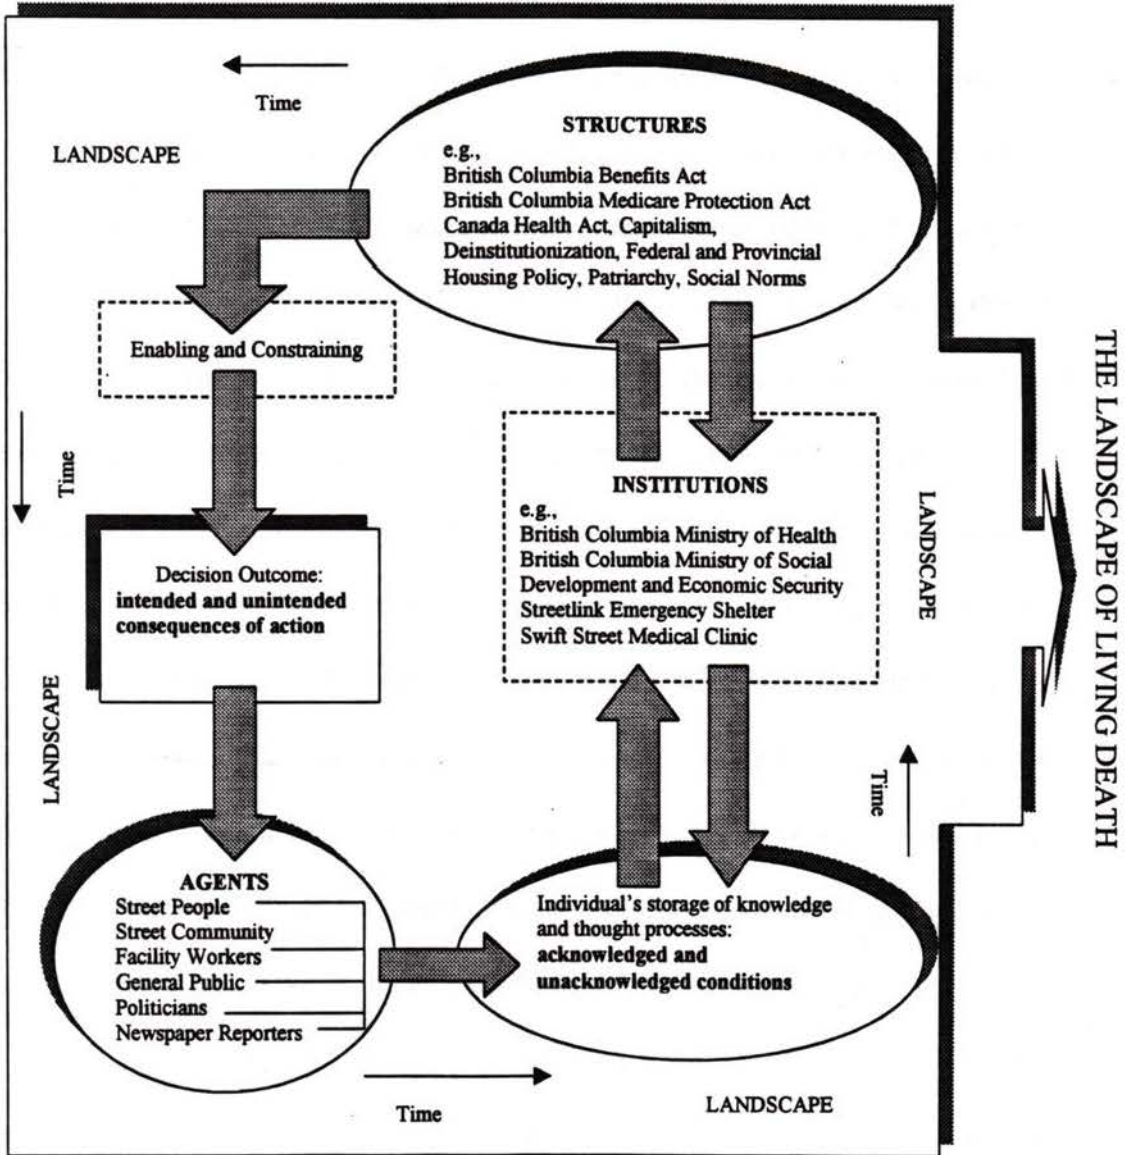 Time
LANDSCAPE
STRUCTURES
e.g.,
British Columbia Benefits Act
British Columbia Medicare Protection Act
Canada Health Act, Capitalism,
Deinstitutionization, Federal and Provincial
Housing Policy, Patriarchy, Social Norms
Enabling and Constraining
Time
Decision Outcome:
intended and unintended
consequences of action
LANDSCAPE
AGENTS
Street People
Street Community
Facility Workers
General Public
Politicians
Newspaper Reporters
Time
Individual's storage of knowledge
and thought processes:
acknowledged and
unacknowledged conditions
INSTITUTIONS
e.g.,
British Columbia Ministry of Health
British Columbia Ministry of Social
Development and Economic Security
Streetlink Emergency Shelter
Swift Street Medical Clinic
LANDSCAPE
Time
LANDSCAPE
THE LANDSCAPE OF LIVING DEATH